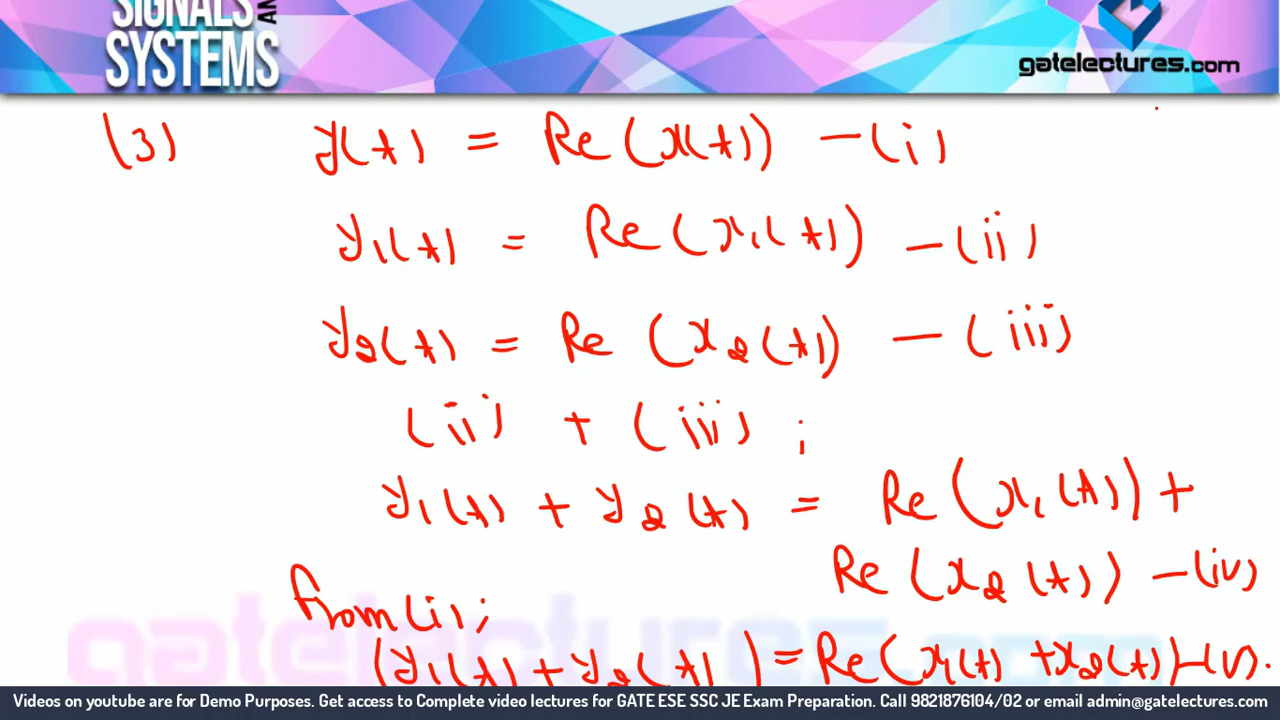 SIGNALS AND
SYSTEMS
gatelectures.com
(3) y(t) = Re(x(t)) - (i)
y1(t) = Re(x1(t)) - (ii)
y2(t) = Re(x2(t)) - (iii)
(ii) + (iii) ;
y1(t) + y2(t) = Re(x1(t)) +
Re(x2(t)) - (iv)
from (i) ;
(y1(t) + y2(t)) = Re(x1(t) + x2(t)) - (v).
gatelectures.com
Videos on youtube are for Demo Purposes. Get access to Complete video lectures for GATE ESE SSC JE Exam Preparation. Call 9821876104/02 or email admin@gatelectures.com